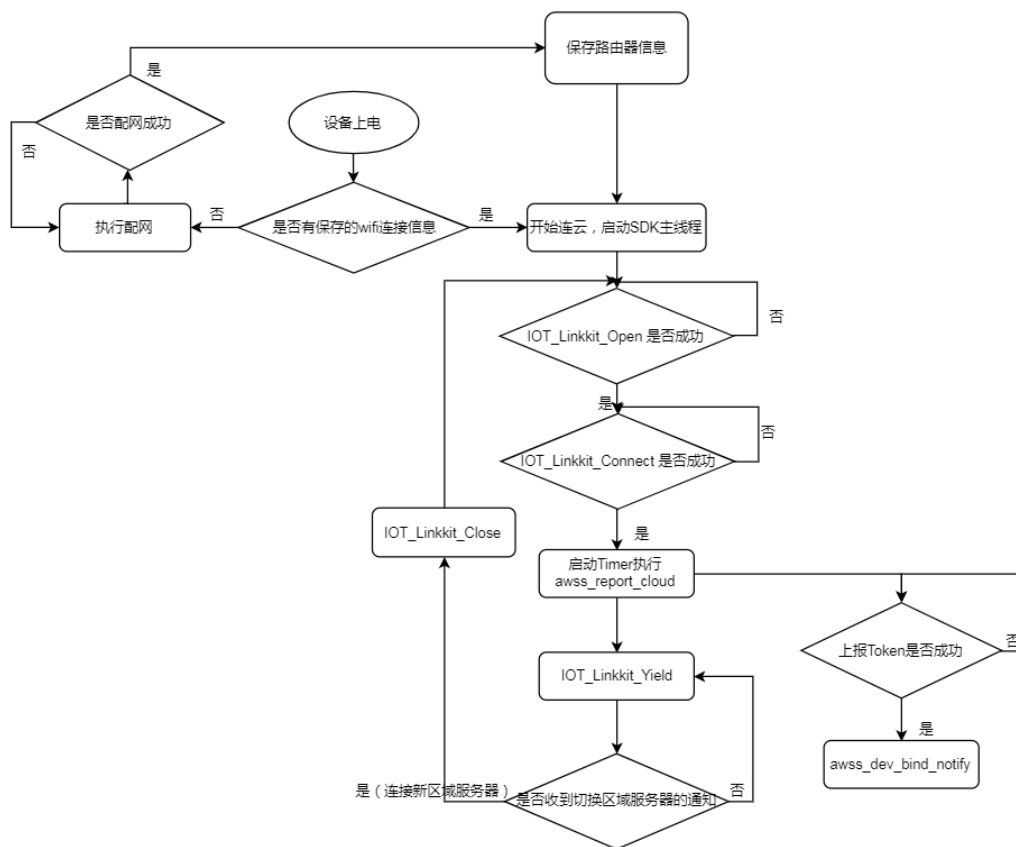 保存路由器信息
是
是否配网成功
设备上电
否
执行配网
否
是否有保存的wifi连接信息
是
开始连云，启动SDK主线程
否
IOT_Linkkit_Open 是否成功
是
否
IOT_Linkkit_Connect 是否成功
IOT_Linkkit_Close
是
启动Timer执行
awss_report_cloud
上报Token是否成功
否
IOT_Linkkit_Yield
是
awss_dev_bind_notify
是（连接新区域服务器）
是否收到切换区域服务器的通知
否